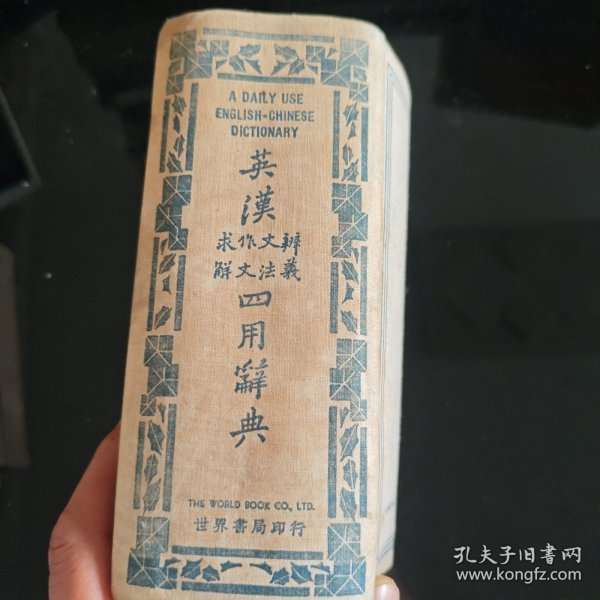 A DAILY USE
ENGLISH-CHINESE
DICTIONARY
英漢
求作文辨
解文法義
四用辭典
THE WORLD BOOK CO., LTD.
世界書局印行
孔夫子旧书网
www.kongfz.com